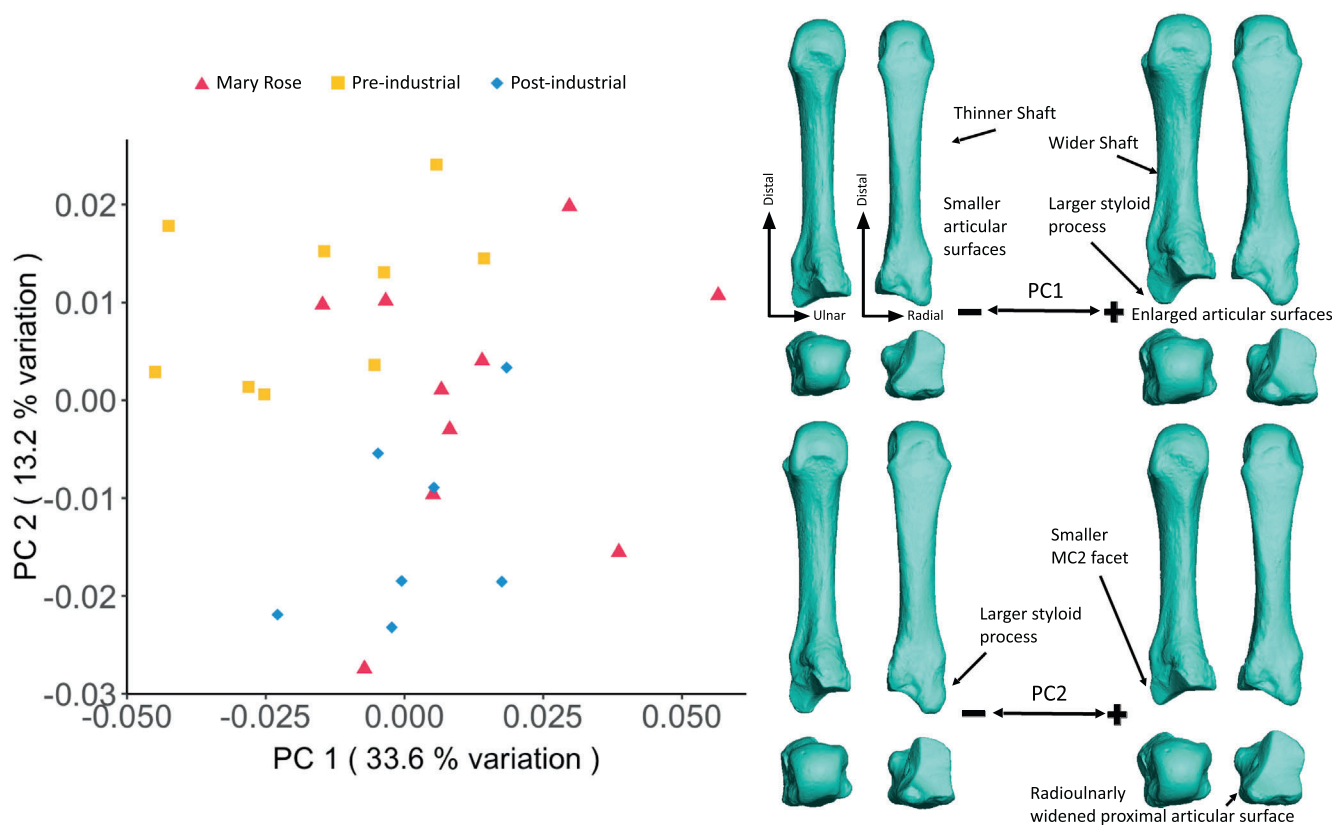 Mary Rose
Pre-industrial
Post-industrial
PC 2 ( 13.2 % variation )
0.02
0.01
0.00
-0.01
-0.02
-0.03
-0.050
-0.025
0.000
0.025
0.050
PC 1 ( 33.6 % variation )
Thinner Shaft
Smaller
articular
surfaces
Distal
Ulnar
Distal
Radial
Wider Shaft
Larger styloid
process
− PC1 +
Enlarged articular surfaces
Larger styloid
process
Smaller
MC2 facet
− PC2 +
Radioulnarly
widened proximal articular surface